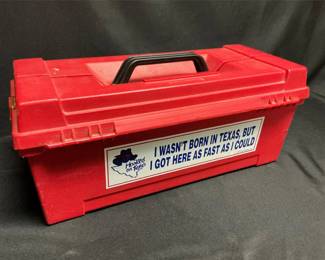 I WASN'T BORN IN TEXAS, BUT
I GOT HERE AS FAST AS I COULD